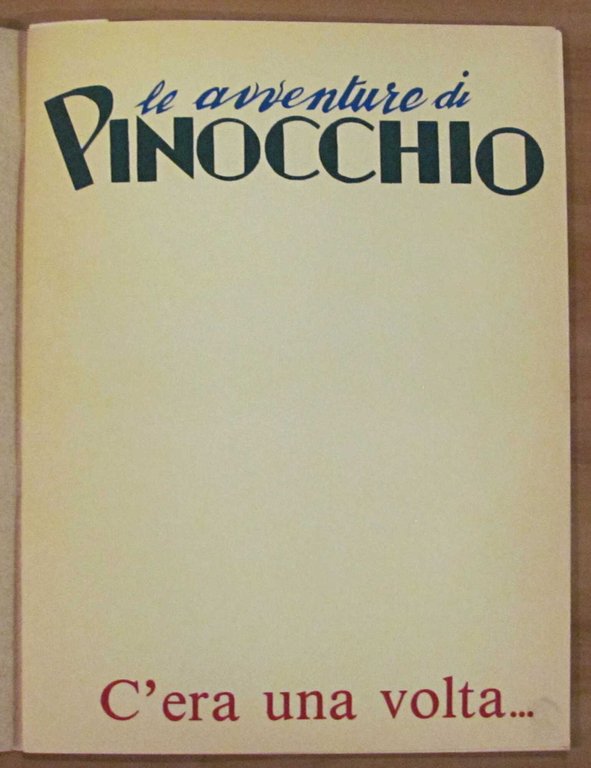 le avventure di
PINOCCHIO
C'era una volta...